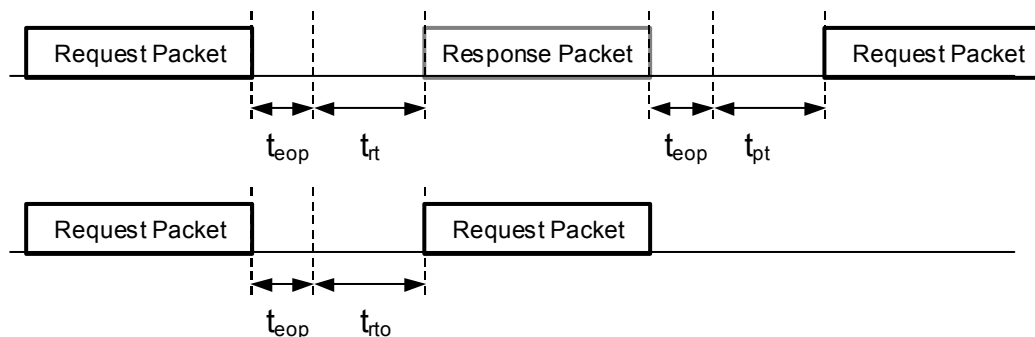 Request Packet Response Packet Request Packet
teop trt teop tpt
Request Packet Request Packet
teop trto